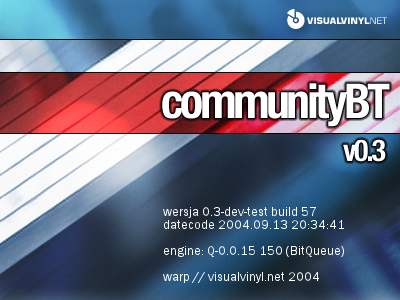 VISUALVINYL.NET
communityBT
v0.3
wersja 0.3-dev-test build 57
datecode 2004.09.13 20:34:41
engine: Q-0.0.15 150 (BitQueue)
warp // visualvinyl.net 2004